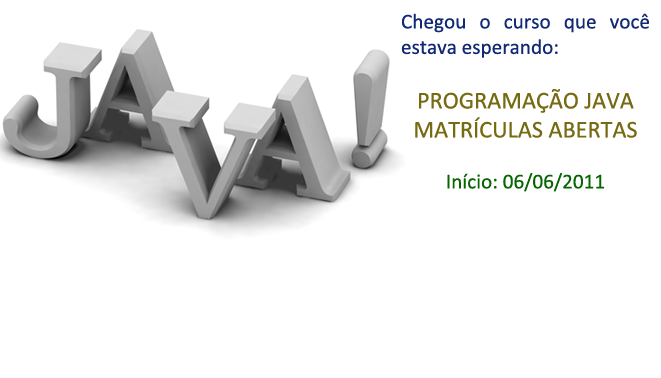 JAVA!
Chegou o curso que você
estava esperando:
PROGRAMAÇÃO JAVA
MATRÍCULAS ABERTAS
Início: 06/06/2011